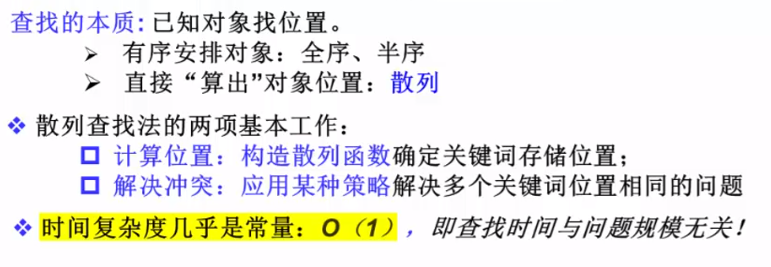 查找的本质: 已知对象找位置。
➢ 有序安排对象：全序、半序
➢ 直接“算出”对象位置：散列
❖ 散列查找法的两项基本工作：
❑ 计算位置：构造散列函数确定关键词存储位置；
❑ 解决冲突：应用某种策略解决多个关键词位置相同的问题
❖ 时间复杂度几乎是常量：O（1），即查找时间与问题规模无关！